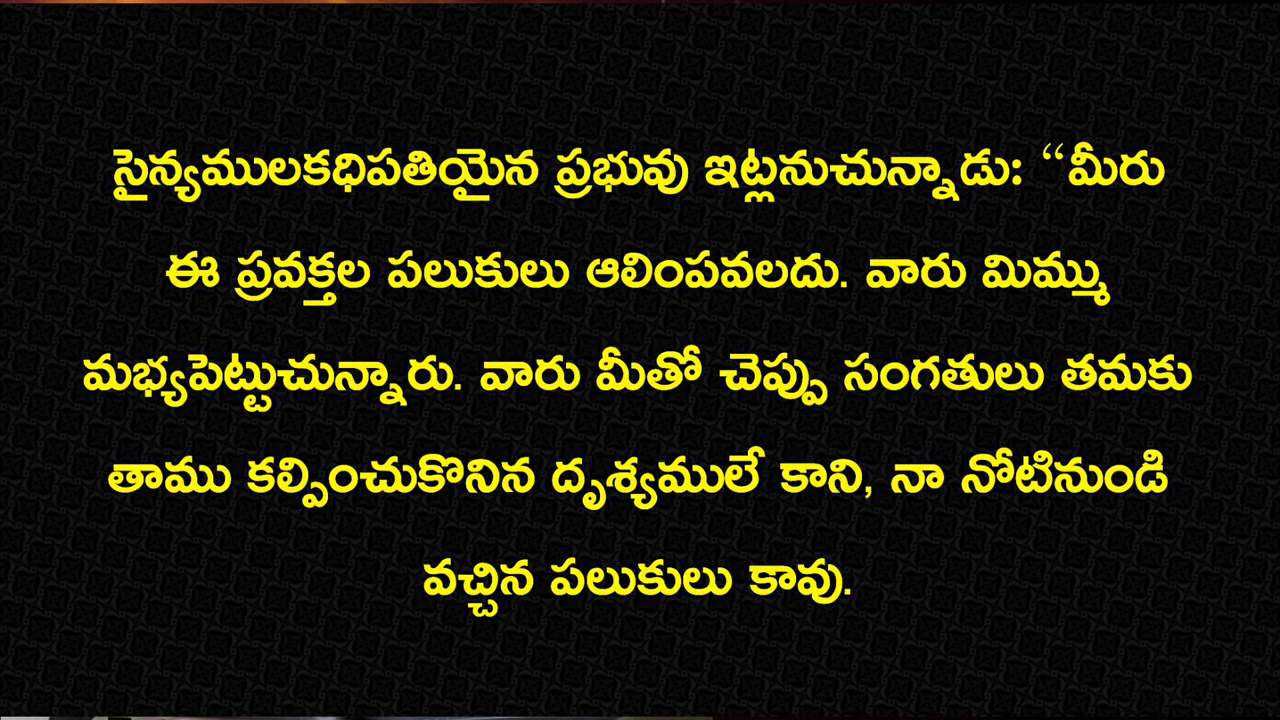 సైన్యములకధిపతియైన ప్రభువు ఇట్లనుచున్నాడు: “మీరు
ఈ ప్రవక్తల పలుకులు ఆలింపవలదు. వారు మిమ్ము
మభ్యపెట్టుచున్నారు. వారు మీతో చెప్పు సంగతులు తమకు
తాము కల్పించుకొనిన దృశ్యములే కాని, నా నోటినుండి
వచ్చిన పలుకులు కావు.